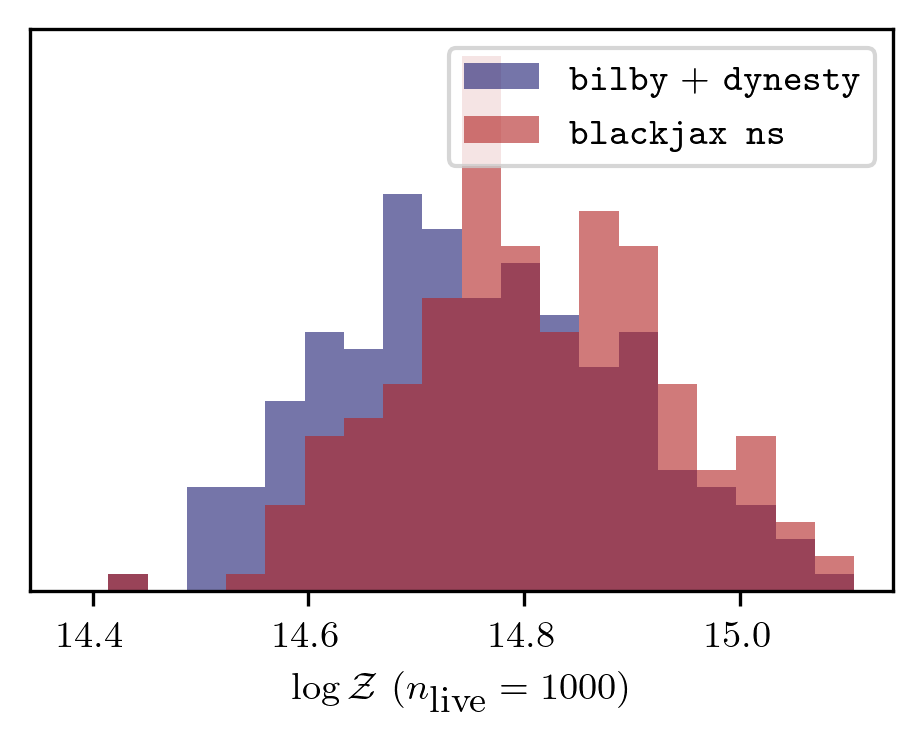 bilby + dynesty
blackjax ns
14.4 14.6 14.8 15.0
log 𝒵 (n_live = 1000)